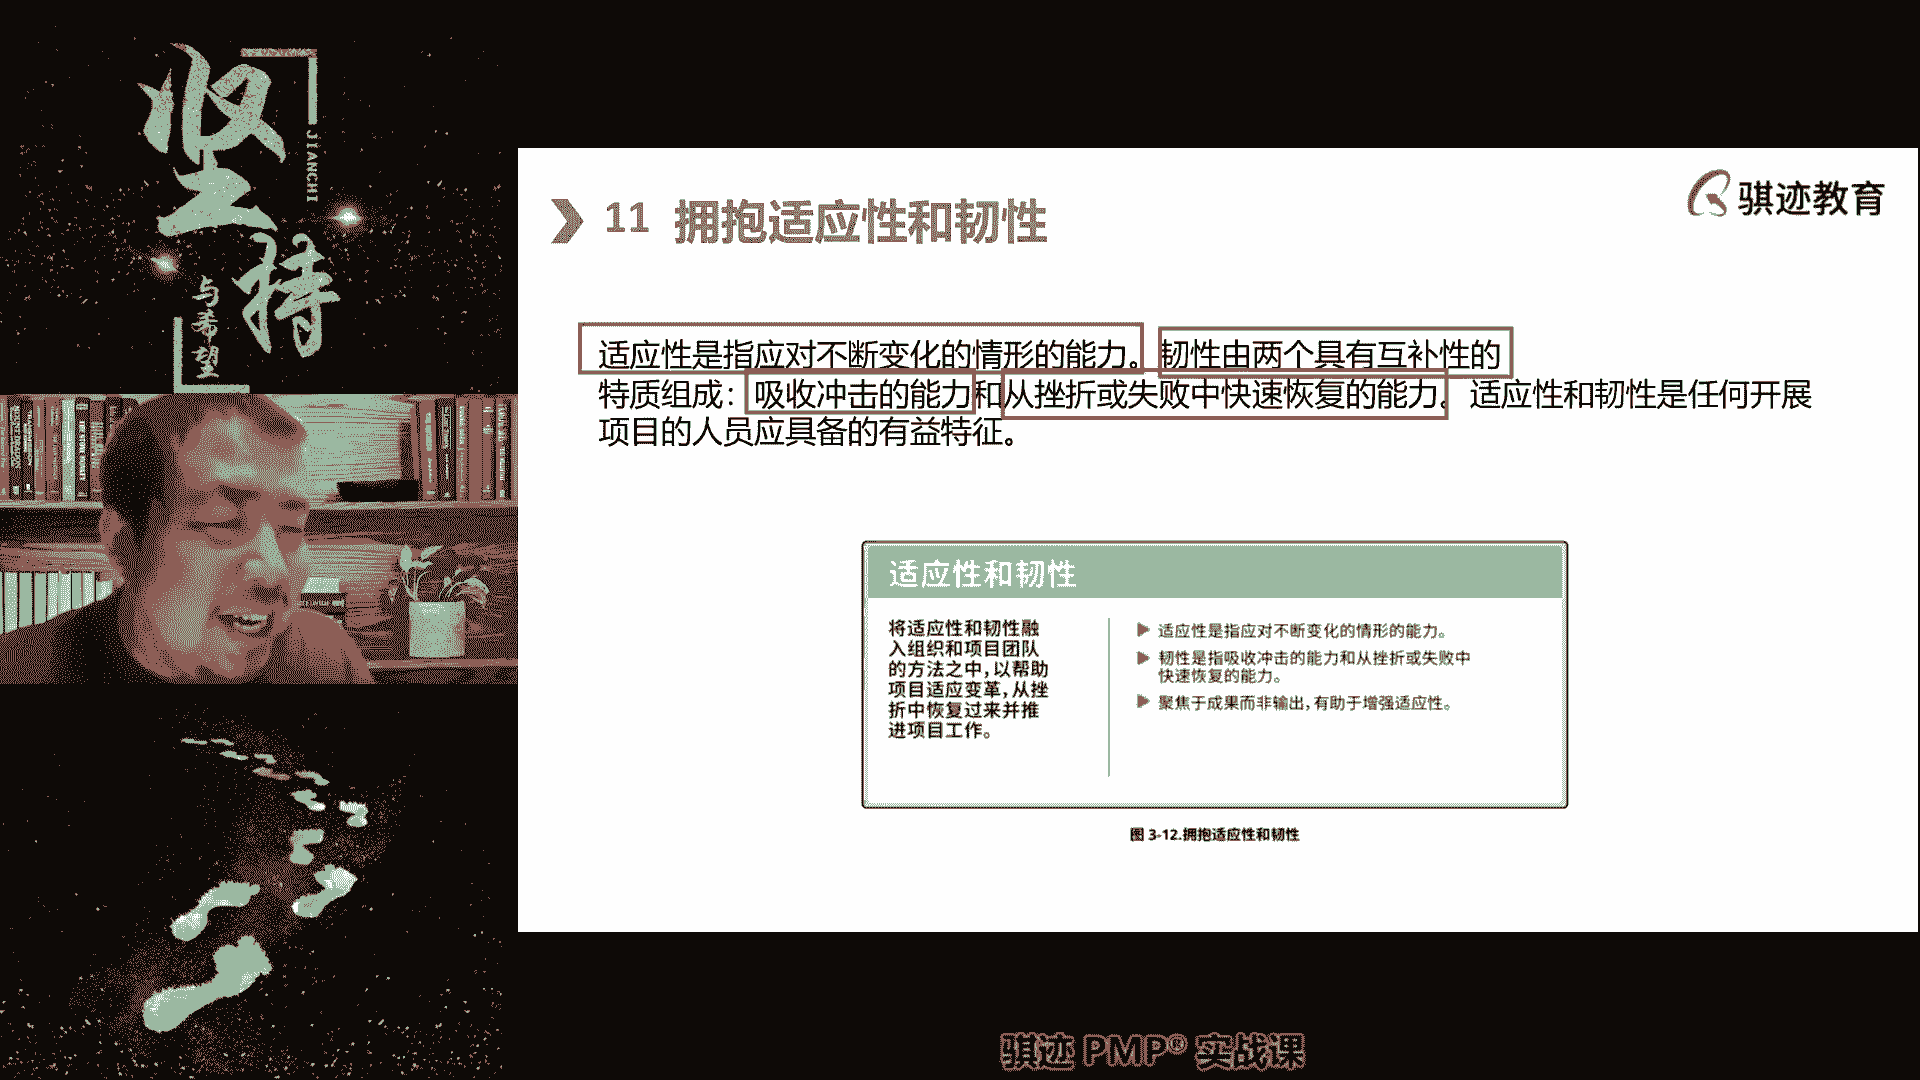 坚持
JIANCHI
与希望
骐迹教育
11 拥抱适应性和韧性
适应性是指应对不断变化的情形的能力。韧性由两个具有互补性的
特质组成：吸收冲击的能力和从挫折或失败中快速恢复的能力。适应性和韧性是任何开展
项目的人员应具备的有益特征。
适应性和韧性
将适应性和韧性融
入组织和项目团队
的方法之中，以帮助
项目适应变革，从挫
折中恢复过来并推
进项目工作。
适应性是指应对不断变化的情形的能力。
韧性是指吸收冲击的能力和从挫折或失败中
快速恢复的能力。
聚焦于成果而非输出，有助于增强适应性。
图 3-12.拥抱适应性和韧性
骐迹 PMP® 实战课